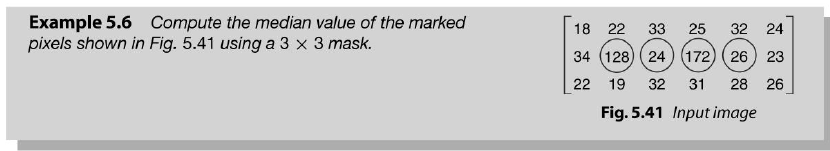 Example 5.6 Compute the median value of the marked
pixels shown in Fig. 5.41 using a 3 × 3 mask.
18 22 33 25 32 24
34 128 24 172 26 23
22 19 32 31 28 26
Fig. 5.41 Input image